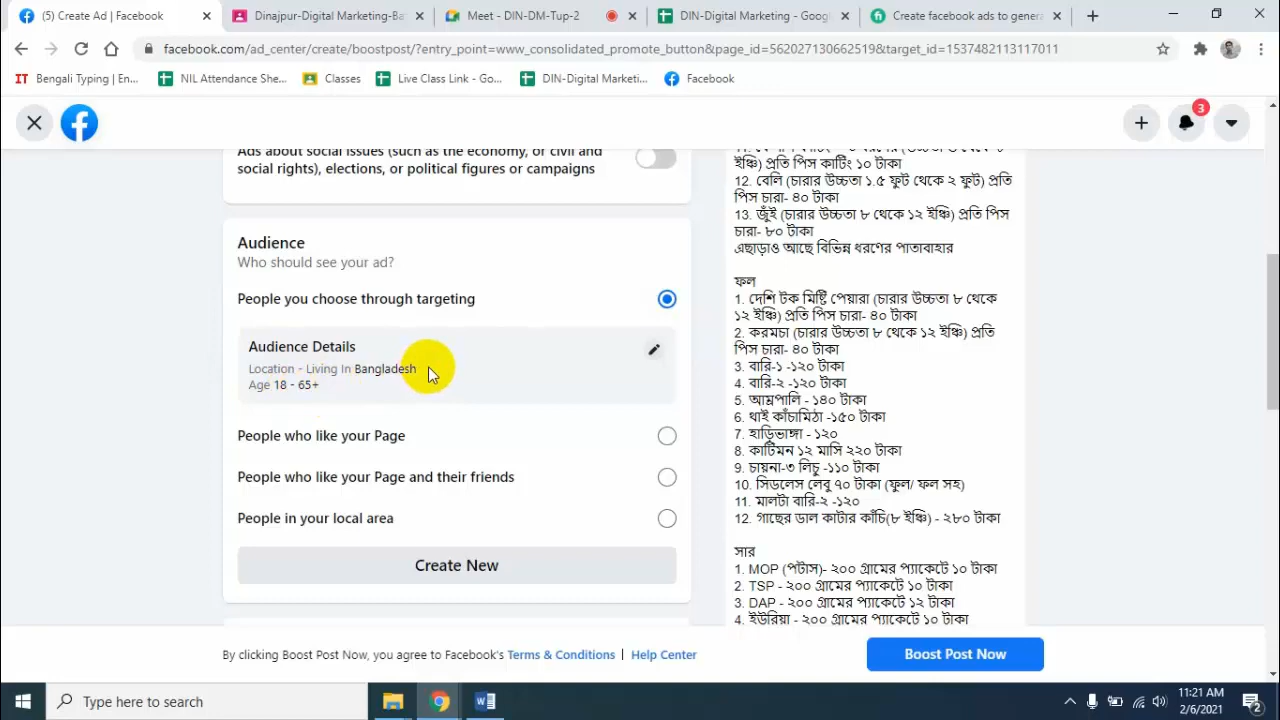 (1) Create Ad | Facebook
Dinajpur-Digital Marketing-Ba
Meet - DIN-DM-Tup-2
DIN-Digital Marketing - Googl
Create facebook ads to genera
facebook.com/ad_center/create/boostpost/?entry_point=www_consolidated_promote_button&page_id=562027130662519&target_id=1537482113117011
IT Bengali Typing | En...
NIL Attendance She...
Classes
Live Class Link - Go...
DIN-Digital Marketi...
Facebook
3
Ads about social issues (such as the economy, or civil and
social rights), elections, or political figures or campaigns
Audience
Who should see your ad?
People you choose through targeting
Audience Details
Location - Living In Bangladesh
Age 18 - 65+
People who like your Page
People who like your Page and their friends
People in your local area
Create New
ইঞ্চি) প্রতি পিস কাটিং ১০ টাকা
12. বেলি (চারার উচ্চতা ১.৫ ফুট থেকে ২ ফুট) প্রতি
পিস চারা- ৪০ টাকা
13. জুঁই (চারার উচ্চতা ৮ থেকে ১২ ইঞ্চি) প্রতি পিস
চারা- ৮০ টাকা
এছাড়াও আছে বিভিন্ন ধরণের পাতাবাহার
ফল
1. দেশি টক মিষ্টি পেয়ারা (চারার উচ্চতা ৮ থেকে
১২ ইঞ্চি) প্রতি পিস চারা- ৪০ টাকা
2. করমচা (চারার উচ্চতা ৮ থেকে ১২ ইঞ্চি) প্রতি
পিস চারা- ৪০ টাকা
3. বারি-১ -১২০ টাকা
4. বারি-২ -১২০ টাকা
5. আম্রপালি - ১৪০ টাকা
6. থাই কাঁচামিঠা -১৫০ টাকা
7. হাড়িভাঙ্গা - ১২০
8. কাটিমন ১২ মাসি ২২০ টাকা
9. চায়না-৩ লিচু -১১০ টাকা
10. সিডলেস লেবু ৭০ টাকা (ফুল/ ফল সহ)
11. মালটা বারি-২ -১২০
12. গাছের ডাল কাটার কাঁচি(৮ ইঞ্চি) - ২৮০ টাকা
সার
1. MOP (পটাস)- ২০০ গ্রামের প্যাকেটে ১০ টাকা
2. TSP - ২০০ গ্রামের প্যাকেটে ১০ টাকা
3. DAP - ২০০ গ্রামের প্যাকেটে ১২ টাকা
4. ইউরিয়া - ২০০ গ্রামের প্যাকেটে ১০ টাকা
By clicking Boost Post Now, you agree to Facebook's Terms & Conditions | Help Center
Boost Post Now
Type here to search
11:21 AM
2/6/2021
2